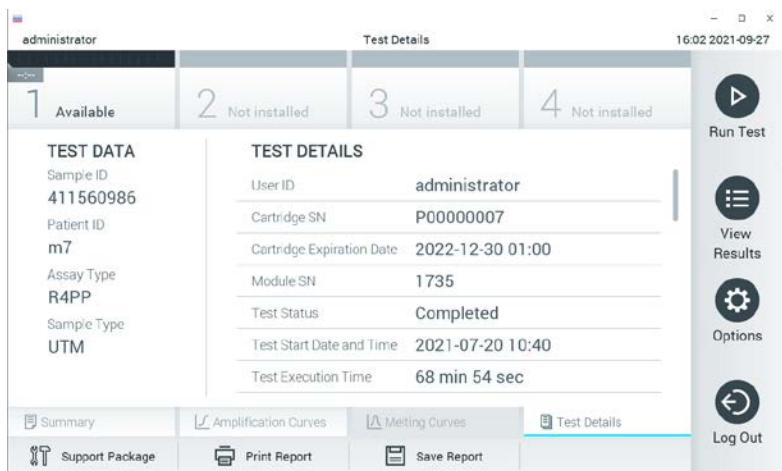 administrator Test Details 16:02 2021-09-27
--:--
1 Available 2 Not installed 3 Not installed 4 Not installed
Run Test
View Results
Options
Log Out
TEST DATA
Sample ID
411560986
Patient ID
m7
Assay Type
R4PP
Sample Type
UTM
TEST DETAILS
User ID administrator
Cartridge SN P00000007
Cartridge Expiration Date 2022-12-30 01:00
Module SN 1735
Test Status Completed
Test Start Date and Time 2021-07-20 10:40
Test Execution Time 68 min 54 sec
Summary Amplification Curves Melting Curves Test Details
Support Package Print Report Save Report